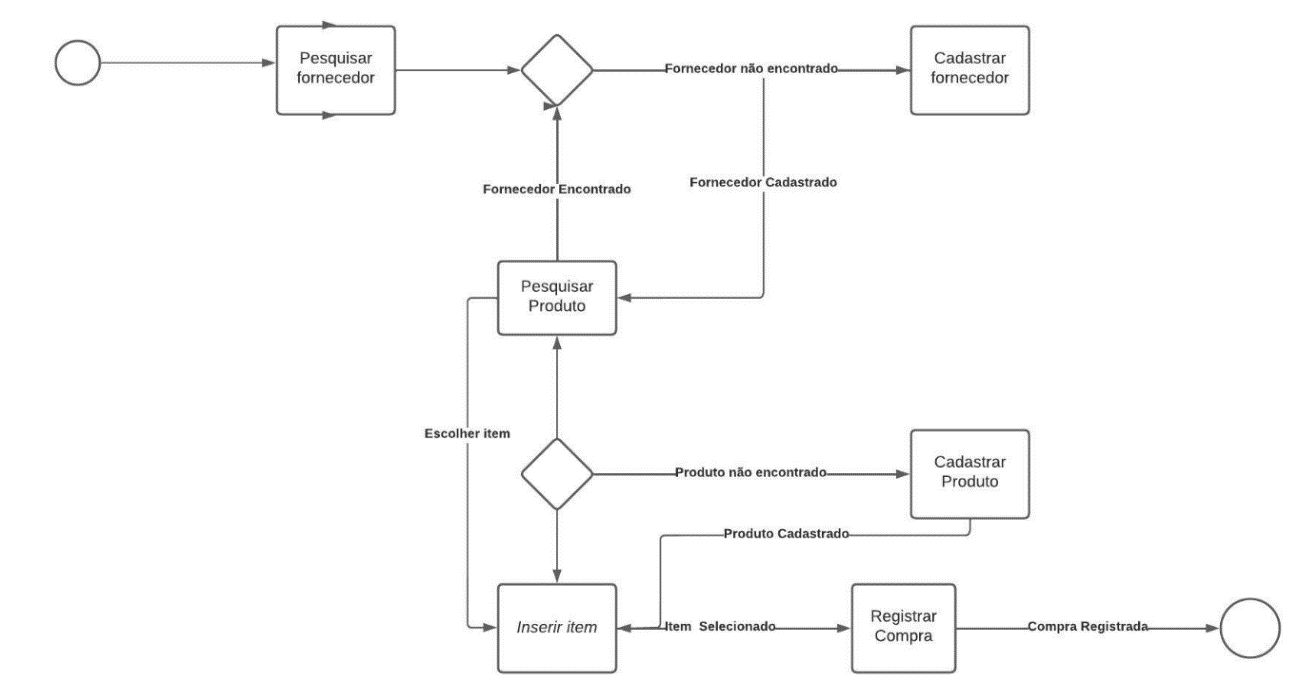 Pesquisar
fornecedor
Fornecedor não encontrado
Cadastrar
fornecedor
Fornecedor Encontrado
Fornecedor Cadastrado
Pesquisar
Produto
Escolher item
Produto não encontrado
Cadastrar
Produto
Produto Cadastrado
Inserir item
Item Selecionado
Registrar
Compra
Compra Registrada